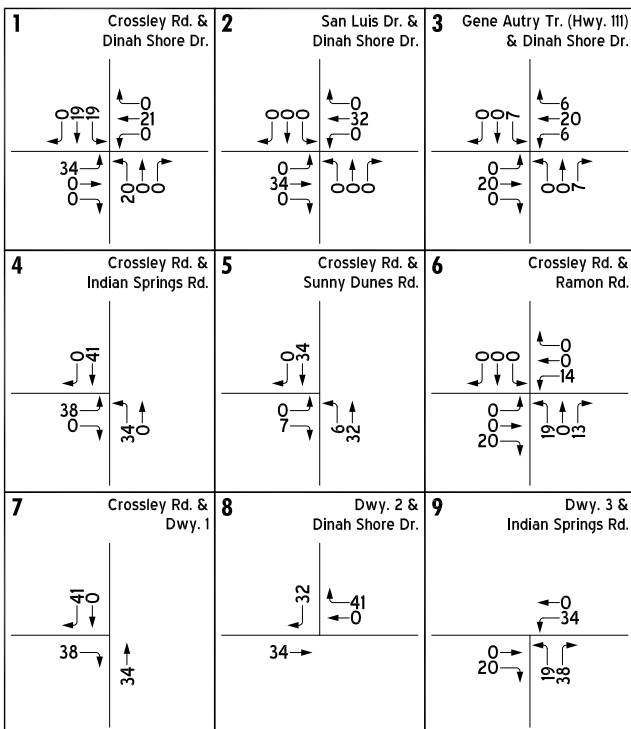 1
Crossley Rd. &
Dinah Shore Dr.
0 19 19
0
21
0
34
0
0
20 0 0
2
San Luis Dr. &
Dinah Shore Dr.
0 0 0
0
32
0
0
34
0
0 0 0
3
Gene Autry Tr. (Hwy. 111)
& Dinah Shore Dr.
0 0 7
6
20
6
0
20
0
0 0 7
4
Crossley Rd. &
Indian Springs Rd.
0 41
38
0
34 0
5
Crossley Rd. &
Sunny Dunes Rd.
0 34
0
7
6 32
6
Crossley Rd. &
Ramon Rd.
0 0 0
0
0
14
0
0
20
19 0 13
7
Crossley Rd. &
Dwy. 1
41 0
38
34
8
Dwy. 2 &
Dinah Shore Dr.
32
41
0
34
9
Dwy. 3 &
Indian Springs Rd.
0
34
0
20
19 38